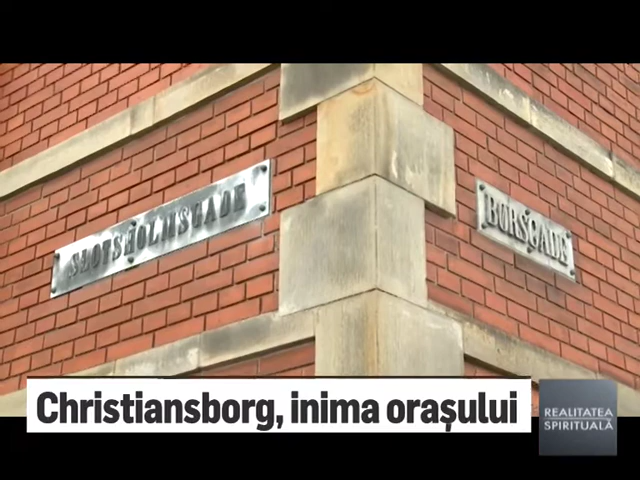 SLOTSHOLMSGADE
BØRSGADE
Christiansborg, inima orașului
REALITATEA
SPIRITUALĂ